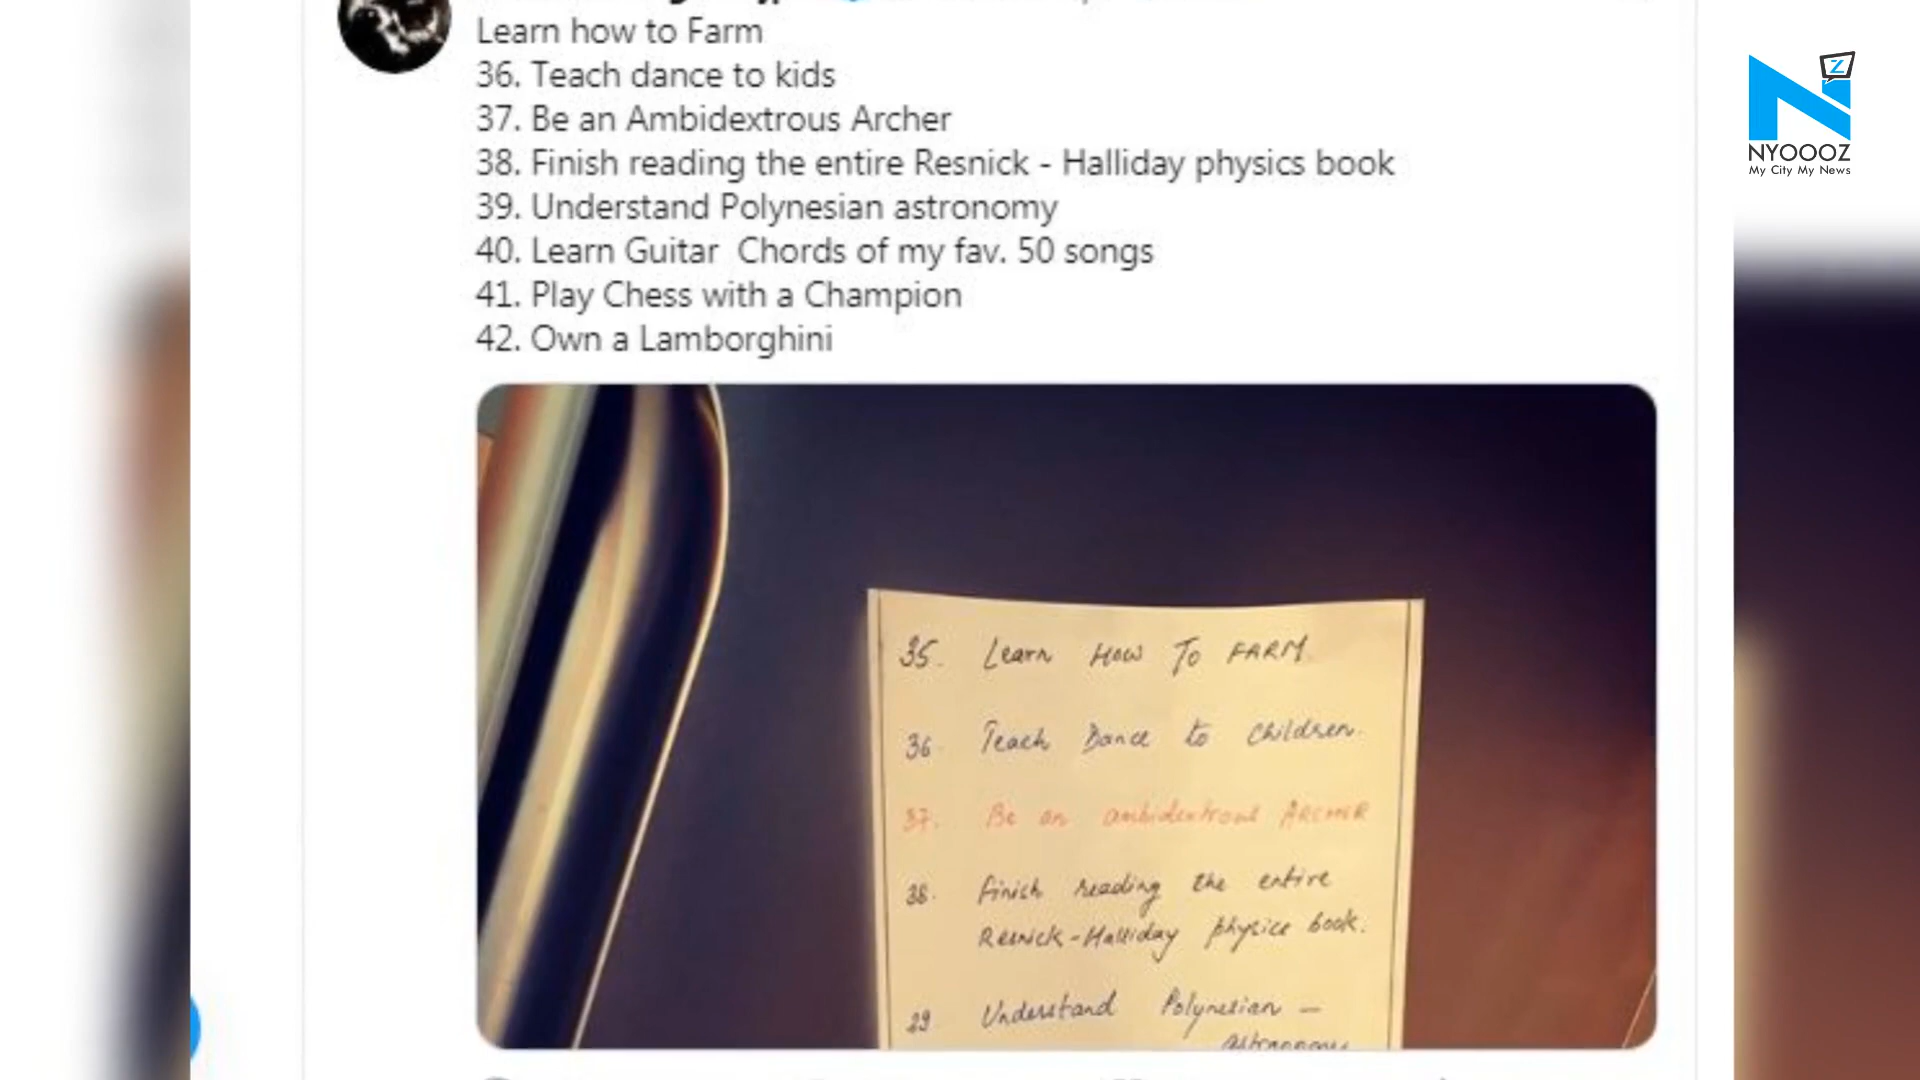 Learn how to Farm
36. Teach dance to kids
37. Be an Ambidextrous Archer
38. Finish reading the entire Resnick - Halliday physics book
39. Understand Polynesian astronomy
40. Learn Guitar Chords of my fav. 50 songs
41. Play Chess with a Champion
42. Own a Lamborghini
Z
NYOOOZ
My City My News
35. Learn HOW TO FARM.
36. Teach Dance to Children.
37. Be an ambidextrous ARCHER
38. Finish reading the entire
Resnick-Halliday physics book.
39 Understand Polynesian -
astronomy